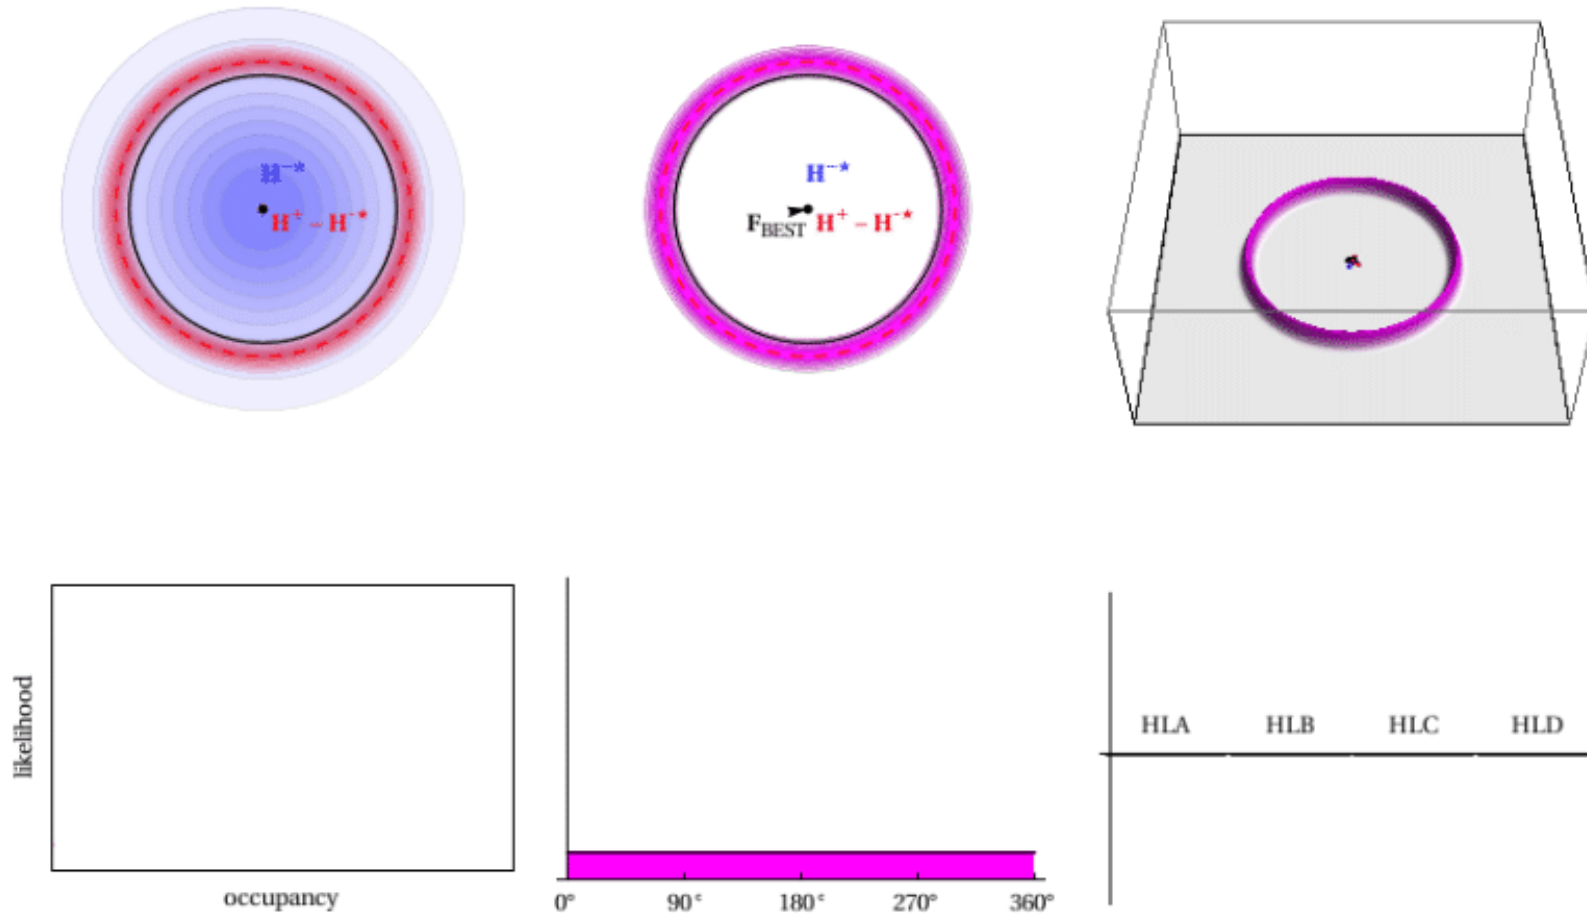 H⁻*
H⁺ – H⁻*
H⁻*
F_BEST H⁺ – H⁻*
likelihood
occupancy
0° 90° 180° 270° 360°
HLA HLB HLC HLD